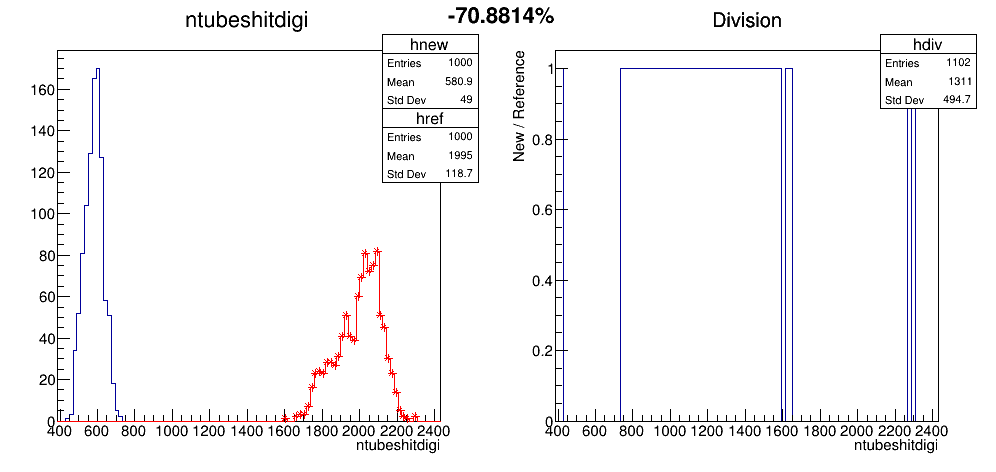 ntubeshitdigi
-70.8814%
Division
hnew
Entries 1000
Mean 580.9
Std Dev 49
href
Entries 1000
Mean 1995
Std Dev 118.7
160
140
120
100
80
60
40
20
0
400 600 800 1000 1200 1400 1600 1800 2000 2200 2400
ntubeshitdigi
hdiv
Entries 1102
Mean 1311
Std Dev 494.7
New / Reference
1
0.8
0.6
0.4
0.2
0
400 600 800 1000 1200 1400 1600 1800 2000 2200 2400
ntubeshitdigi